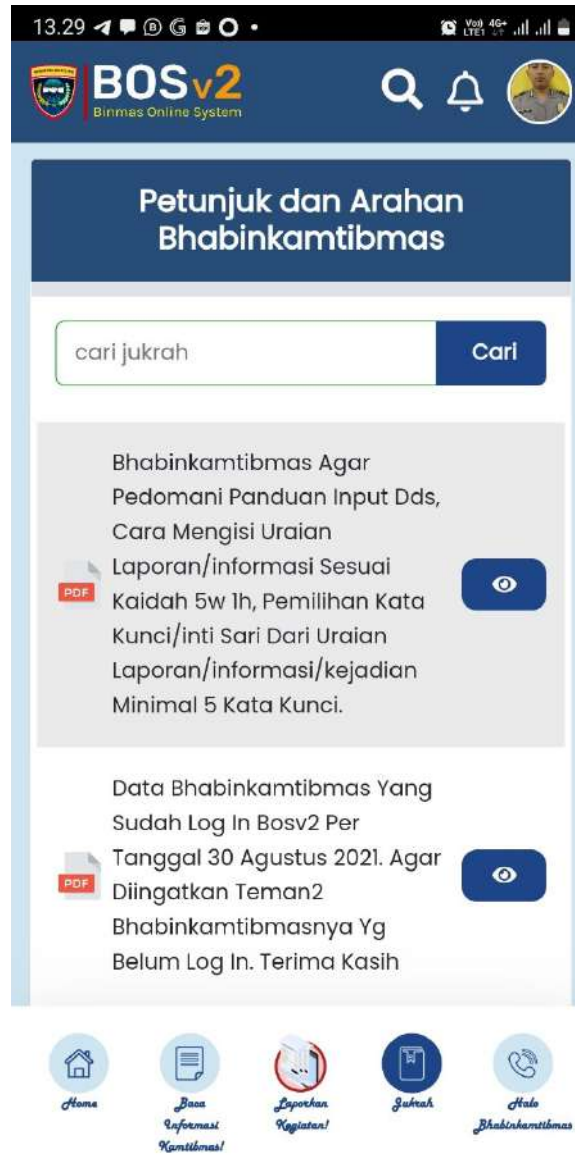 13.29
Vo)) 4G+
LTE1
BOSv2
Binmas Online System
Petunjuk dan Arahan
Bhabinkamtibmas
cari jukrah
Cari
Bhabinkamtibmas Agar
Pedomani Panduan Input Dds,
Cara Mengisi Uraian
Laporan/informasi Sesuai
Kaidah 5w 1h, Pemilihan Kata
Kunci/inti Sari Dari Uraian
Laporan/informasi/kejadian
Minimal 5 Kata Kunci.
PDF
Data Bhabinkamtibmas Yang
Sudah Log In Bosv2 Per
Tanggal 30 Agustus 2021. Agar
Diingatkan Teman2
Bhabinkamtibmasnya Yg
Belum Log In. Terima Kasih
PDF
Home
Baca
Informasi
Kamtibmas!
Laporkan
Kegiatan!
Jukrah
Halo
Bhabinkamtibmas